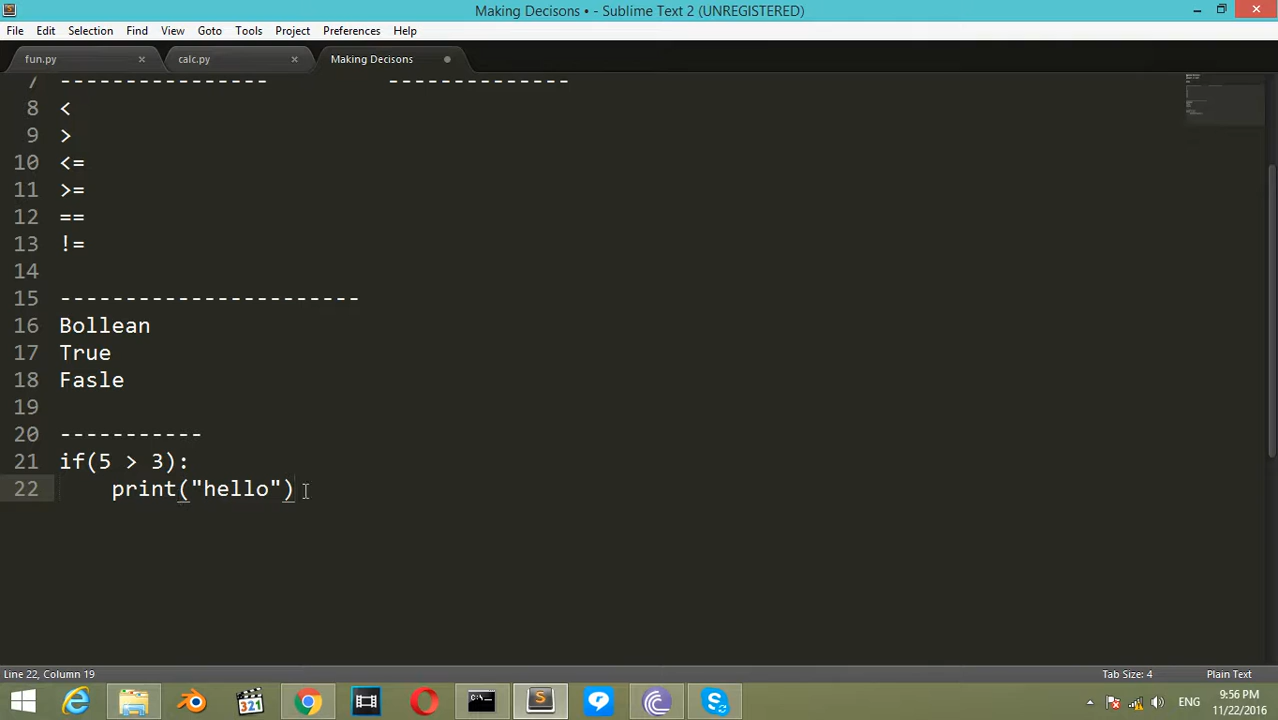 Making Decisons • - Sublime Text 2 (UNREGISTERED)
File Edit Selection Find View Goto Tools Project Preferences Help
fun.py calc.py Making Decisons
7 ---------------- --------------
8 <
9 >
10 <=
11 >=
12 ==
13 !=
14
15 -----------------------
16 Bollean
17 True
18 Fasle
19
20 -----------
21 if(5 > 3):
22 print("hello")
Line 22, Column 19 Tab Size: 4 Plain Text
321
ENG
9:56 PM
11/22/2016